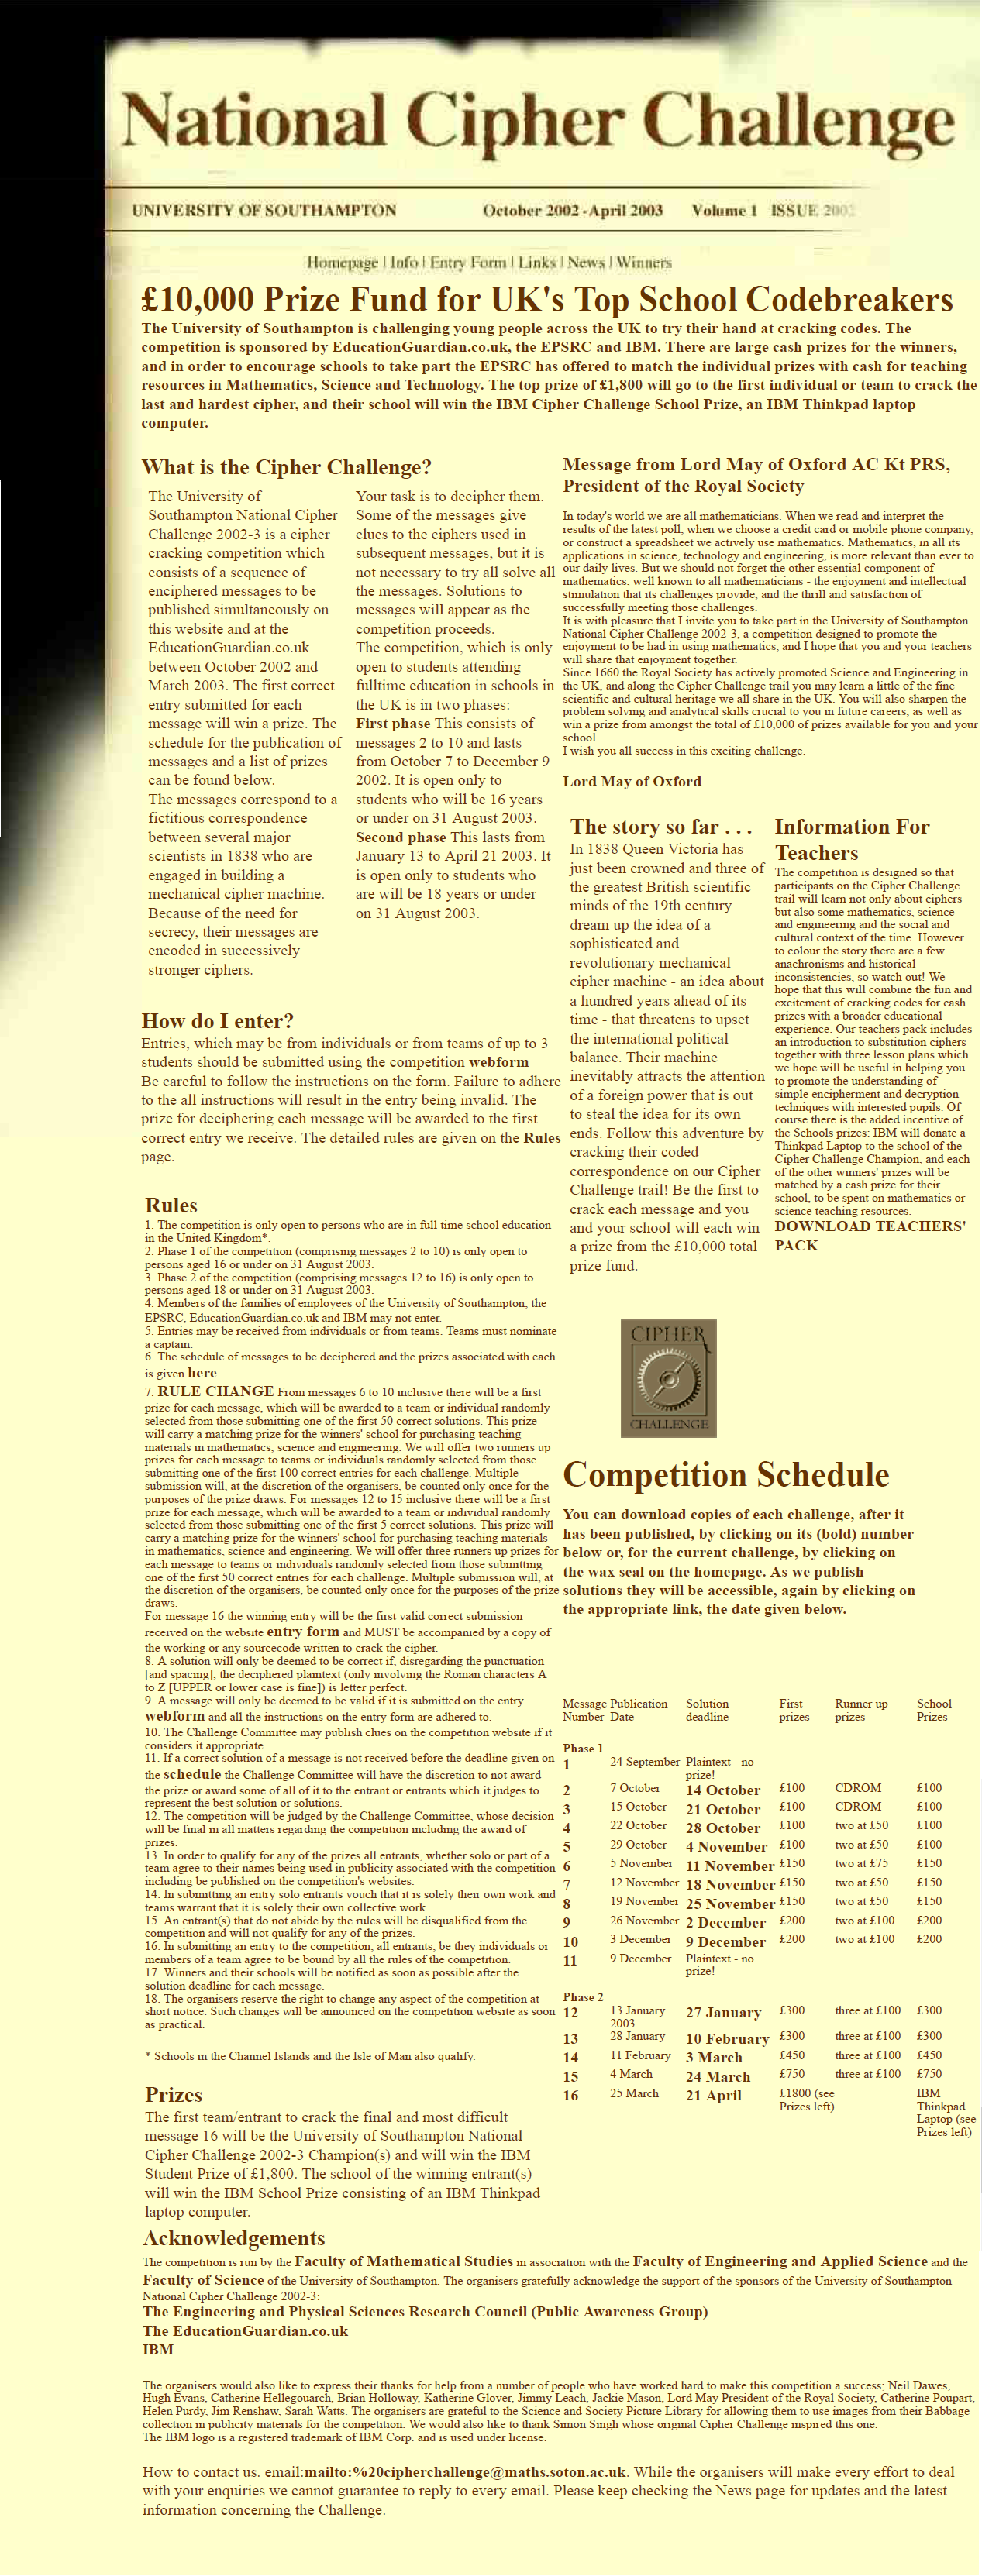 National Cipher Challenge
UNIVERSITY OF SOUTHAMPTON October 2002 - April 2003 Volume 1 ISSUE 2002
Homepage | Info | Entry Form | Links | News | Winners
£10,000 Prize Fund for UK's Top School Codebreakers
The University of Southampton is challenging young people across the UK to try their hand at cracking codes. The
competition is sponsored by EducationGuardian.co.uk, the EPSRC and IBM. There are large cash prizes for the winners,
and in order to encourage schools to take part the EPSRC has offered to match the individual prizes with cash for teaching
resources in Mathematics, Science and Technology. The top prize of £1,800 will go to the first individual or team to crack the
last and hardest cipher, and their school will win the IBM Cipher Challenge School Prize, an IBM Thinkpad laptop
computer.
What is the Cipher Challenge?
The University of
Southampton National Cipher
Challenge 2002-3 is a cipher
cracking competition which
consists of a sequence of
enciphered messages to be
published simultaneously on
this website and at the
EducationGuardian.co.uk
between October 2002 and
March 2003. The first correct
entry submitted for each
message will win a prize. The
schedule for the publication of
messages and a list of prizes
can be found below.
The messages correspond to a
fictitious correspondence
between several major
scientists in 1838 who are
engaged in building a
mechanical cipher machine.
Because of the need for
secrecy, their messages are
encoded in successively
stronger ciphers.
Your task is to decipher them.
Some of the messages give
clues to the ciphers used in
subsequent messages, but it is
not necessary to try all solve all
the messages. Solutions to
messages will appear as the
competition proceeds.
The competition, which is only
open to students attending
fulltime education in schools in
the UK is in two phases:
First phase This consists of
messages 2 to 10 and lasts
from October 7 to December 9
2002. It is open only to
students who will be 16 years
or under on 31 August 2003.
Second phase This lasts from
January 13 to April 21 2003. It
is open only to students who
are will be 18 years or under
on 31 August 2003.
How do I enter?
Entries, which may be from individuals or from teams of up to 3
students should be submitted using the competition webform
Be careful to follow the instructions on the form. Failure to adhere
to the all instructions will result in the entry being invalid. The
prize for deciphering each message will be awarded to the first
correct entry we receive. The detailed rules are given on the Rules
page.
Rules
1. The competition is only open to persons who are in full time school education
in the United Kingdom*.
2. Phase 1 of the competition (comprising messages 2 to 10) is only open to
persons aged 16 or under on 31 August 2003.
3. Phase 2 of the competition (comprising messages 12 to 16) is only open to
persons aged 18 or under on 31 August 2003.
4. Members of the families of employees of the University of Southampton, the
EPSRC, EducationGuardian.co.uk and IBM may not enter.
5. Entries may be received from individuals or from teams. Teams must nominate
a captain.
6. The schedule of messages to be deciphered and the prizes associated with each
is given here
7. RULE CHANGE From messages 6 to 10 inclusive there will be a first
prize for each message, which will be awarded to a team or individual randomly
selected from those submitting one of the first 50 correct solutions. This prize
will carry a matching prize for the winners' school for purchasing teaching
materials in mathematics, science and engineering. We will offer two runners up
prizes for each message to teams or individuals randomly selected from those
submitting one of the first 100 correct entries for each challenge. Multiple
submission will, at the discretion of the organisers, be counted only once for the
purposes of the prize draws. For messages 12 to 15 inclusive there will be a first
prize for each message, which will be awarded to a team or individual randomly
selected from those submitting one of the first 5 correct solutions. This prize will
carry a matching prize for the winners' school for purchasing teaching materials
in mathematics, science and engineering. We will offer three runners up prizes for
each message to teams or individuals randomly selected from those submitting
one of the first 50 correct entries for each challenge. Multiple submission will, at
the discretion of the organisers, be counted only once for the purposes of the prize
draws.
For message 16 the winning entry will be the first valid correct submission
received on the website entry form and MUST be accompanied by a copy of
the working or any sourcecode written to crack the cipher.
8. A solution will only be deemed to be correct if, disregarding the punctuation
[and spacing], the deciphered plaintext (only involving the Roman characters A
to Z [UPPER or lower case is fine]) is letter perfect.
9. A message will only be deemed to be valid if it is submitted on the entry
webform and all the instructions on the entry form are adhered to.
10. The Challenge Committee may publish clues on the competition website if it
considers it appropriate.
11. If a correct solution of a message is not received before the deadline given on
the schedule the Challenge Committee will have the discretion to not award
the prize or award some of all of it to the entrant or entrants which it judges to
represent the best solution or solutions.
12. The competition will be judged by the Challenge Committee, whose decision
will be final in all matters regarding the competition including the award of
prizes.
13. In order to qualify for any of the prizes all entrants, whether solo or part of a
team agree to their names being used in publicity associated with the competition
including be published on the competition's websites.
14. In submitting an entry solo entrants vouch that it is solely their own work and
teams warrant that it is solely their own collective work.
15. An entrant(s) that do not abide by the rules will be disqualified from the
competition and will not qualify for any of the prizes.
16. In submitting an entry to the competition, all entrants, be they individuals or
members of a team agree to be bound by all the rules of the competition.
17. Winners and their schools will be notified as soon as possible after the
solution deadline for each message.
18. The organisers reserve the right to change any aspect of the competition at
short notice. Such changes will be announced on the competition website as soon
as practical.
* Schools in the Channel Islands and the Isle of Man also qualify.
Prizes
The first team/entrant to crack the final and most difficult
message 16 will be the University of Southampton National
Cipher Challenge 2002-3 Champion(s) and will win the IBM
Student Prize of £1,800. The school of the winning entrant(s)
will win the IBM School Prize consisting of an IBM Thinkpad
laptop computer.
Message from Lord May of Oxford AC Kt PRS,
President of the Royal Society
In today's world we are all mathematicians. When we read and interpret the
results of the latest poll, when we choose a credit card or mobile phone company,
or construct a spreadsheet we actively use mathematics. Mathematics, in all its
applications in science, technology and engineering, is more relevant than ever to
our daily lives. But we should not forget the other essential component of
mathematics, well known to all mathematicians - the enjoyment and intellectual
stimulation that its challenges provide, and the thrill and satisfaction of
successfully meeting those challenges.
It is with pleasure that I invite you to take part in the University of Southampton
National Cipher Challenge 2002-3, a competition designed to promote the
enjoyment to be had in using mathematics, and I hope that you and your teachers
will share that enjoyment together.
Since 1660 the Royal Society has actively promoted Science and Engineering in
the UK, and along the Cipher Challenge trail you may learn a little of the fine
scientific and cultural heritage we all share in the UK. You will also sharpen the
problem solving and analytical skills crucial to you in future careers, as well as
win a prize from amongst the total of £10,000 of prizes available for you and your
school.
I wish you all success in this exciting challenge.
Lord May of Oxford
The story so far . . .
In 1838 Queen Victoria has
just been crowned and three of
the greatest British scientific
minds of the 19th century
dream up the idea of a
sophisticated and
revolutionary mechanical
cipher machine - an idea about
a hundred years ahead of its
time - that threatens to upset
the international political
balance. Their machine
inevitably attracts the attention
of a foreign power that is out
to steal the idea for its own
ends. Follow this adventure by
cracking their coded
correspondence on our Cipher
Challenge trail! Be the first to
crack each message and you
and your school will each win
a prize from the £10,000 total
prize fund.
Information For
Teachers
The competition is designed so that
participants on the Cipher Challenge
trail will learn not only about ciphers
but also some mathematics, science
and engineering and the social and
cultural context of the time. However
to colour the story there are a few
anachronisms and historical
inconsistencies, so watch out! We
hope that this will combine the fun and
excitement of cracking codes for cash
prizes with a broader educational
experience. Our teachers pack includes
an introduction to substitution ciphers
together with three lesson plans which
we hope will be useful in helping you
to promote the understanding of
simple encipherment and decryption
techniques with interested pupils. Of
course there is the added incentive of
the Schools prizes: IBM will donate a
Thinkpad Laptop to the school of the
Cipher Challenge Champion, and each
of the other winners' prizes will be
matched by a cash prize for their
school, to be spent on mathematics or
science teaching resources.
DOWNLOAD TEACHERS'
PACK
CIPHER
CHALLENGE
Competition Schedule
You can download copies of each challenge, after it
has been published, by clicking on its (bold) number
below or, for the current challenge, by clicking on
the wax seal on the homepage. As we publish
solutions they will be accessible, again by clicking on
the appropriate link, the date given below.
Message Publication Solution First Runner up School
Number Date deadline prizes prizes Prizes
Phase 1
1 24 September Plaintext - no
prize!
2 7 October 14 October £100 CDROM £100
3 15 October 21 October £100 CDROM £100
4 22 October 28 October £100 two at £50 £100
5 29 October 4 November £100 two at £50 £100
6 5 November 11 November £150 two at £75 £150
7 12 November 18 November £150 two at £50 £150
8 19 November 25 November £150 two at £50 £150
9 26 November 2 December £200 two at £100 £200
10 3 December 9 December £200 two at £100 £200
11 9 December Plaintext - no
prize!
Phase 2
12 13 January 27 January £300 three at £100 £300
2003
13 28 January 10 February £300 three at £100 £300
14 11 February 3 March £450 three at £100 £450
15 4 March 24 March £750 three at £100 £750
16 25 March 21 April £1800 (see IBM
Prizes left) Thinkpad
Laptop (see
Prizes left)
Acknowledgements
The competition is run by the Faculty of Mathematical Studies in association with the Faculty of Engineering and Applied Science and the
Faculty of Science of the University of Southampton. The organisers gratefully acknowledge the support of the sponsors of the University of Southampton
National Cipher Challenge 2002-3:
The Engineering and Physical Sciences Research Council (Public Awareness Group)
The EducationGuardian.co.uk
IBM
The organisers would also like to express their thanks for help from a number of people who have worked hard to make this competition a success; Neil Dawes,
Hugh Evans, Catherine Hellegouarch, Brian Holloway, Katherine Glover, Jimmy Leach, Jackie Mason, Lord May President of the Royal Society, Catherine Poupart,
Helen Purdy, Jim Renshaw, Sarah Watts. The organisers are grateful to the Science and Society Picture Library for allowing them to use images from their Babbage
collection in publicity materials for the competition. We would also like to thank Simon Singh whose original Cipher Challenge inspired this one.
The IBM logo is a registered trademark of IBM Corp. and is used under license.
How to contact us. email:mailto:%20cipherchallenge@maths.soton.ac.uk. While the organisers will make every effort to deal
with your enquiries we cannot guarantee to reply to every email. Please keep checking the News page for updates and the latest
information concerning the Challenge.